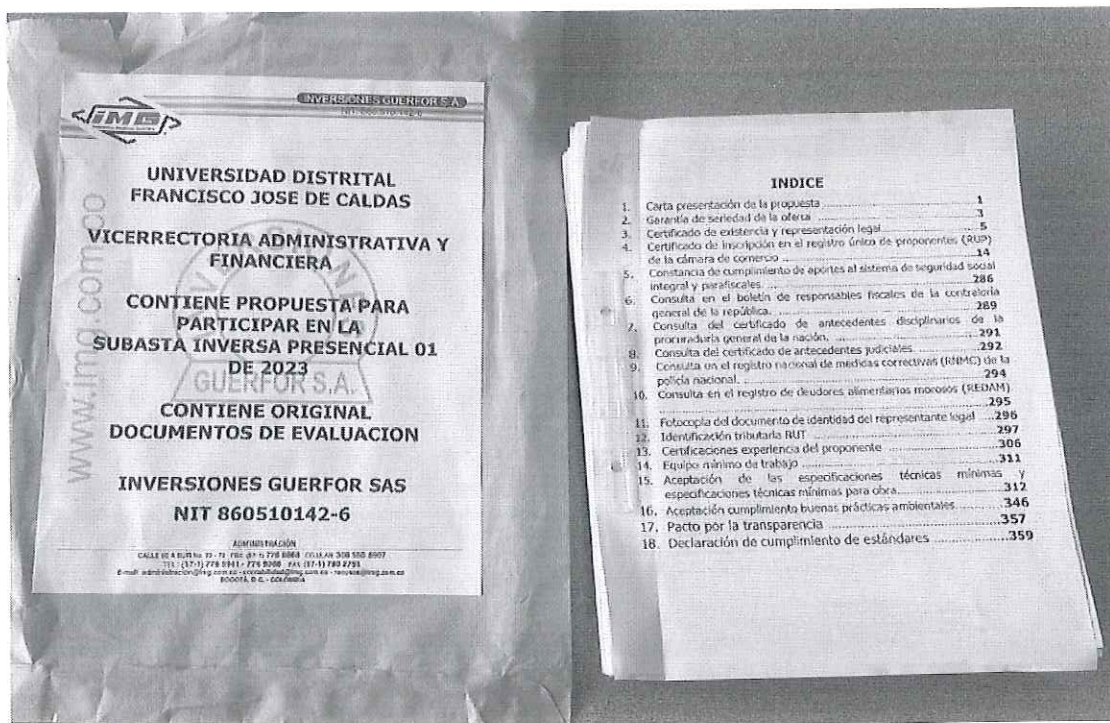 iMG
INVERSIONES GUERFOR S.A.
NIT: 860.510.142-6
UNIVERSIDAD DISTRITAL
FRANCISCO JOSE DE CALDAS
VICERRECTORIA ADMINISTRATIVA Y
FINANCIERA
CONTIENE PROPUESTA PARA
PARTICIPAR EN LA
SUBASTA INVERSA PRESENCIAL 01
DE 2023
GUERFOR S.A.
CONTIENE ORIGINAL
DOCUMENTOS DE EVALUACION
INVERSIONES GUERFOR SAS
NIT 860510142-6
www.img.com.co
ADMINISTRACIÓN
BOGOTÁ, D.C. - COLOMBIA
INDICE
1. Carta presentación de la propuesta 1
2. Garantía de seriedad de la oferta 3
3. Certificado de existencia y representación legal 5
4. Certificado de inscripción en el registro único de proponentes (RUP)
de la cámara de comercio 14
5. Constancia de cumplimiento de aportes al sistema de seguridad social
integral y parafiscales. 286
6. Consulta en el boletín de responsables fiscales de la contraloría
general de la república. 289
7. Consulta del certificado de antecedentes disciplinarios de la
procuraduría general de la nación. 291
8. Consulta del certificado de antecedentes judiciales. 292
9. Consulta en el registro nacional de medidas correctivas (RNMC) de la
policía nacional. 294
10. Consulta en el registro de deudores alimentarios morosos (REDAM)
295
11. Fotocopia del documento de identidad del representante legal 296
12. Identificación tributaria RUT 297
13. Certificaciones experiencia del proponente 306
14. Equipo mínimo de trabajo 311
15. Aceptación de las especificaciones técnicas mínimas y
especificaciones técnicas mínimas para obra 312
16. Aceptación cumplimiento buenas prácticas ambientales 346
17. Pacto por la transparencia 357
18. Declaración de cumplimiento de estándares 359